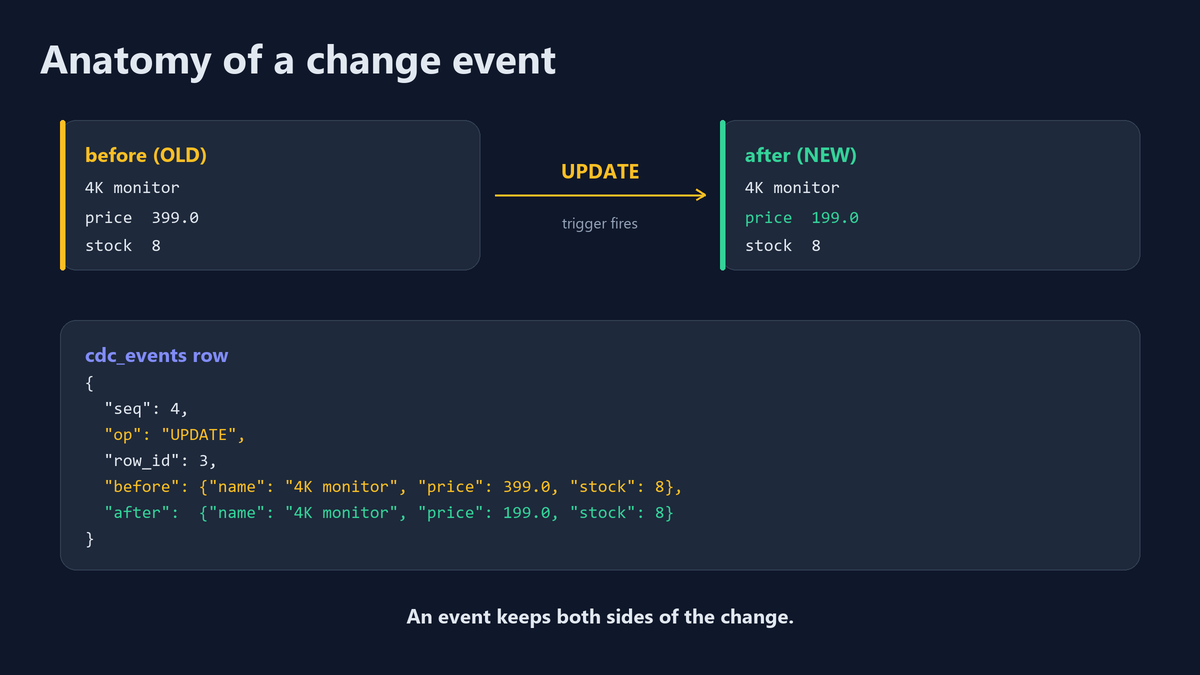 Anatomy of a change event
before (OLD)
4K monitor
price  399.0
stock  8
UPDATE
trigger fires
after (NEW)
4K monitor
price  199.0
stock  8
cdc_events row
{
  "seq": 4,
  "op": "UPDATE",
  "row_id": 3,
  "before": {"name": "4K monitor", "price": 399.0, "stock": 8},
  "after":  {"name": "4K monitor", "price": 199.0, "stock": 8}
}
An event keeps both sides of the change.